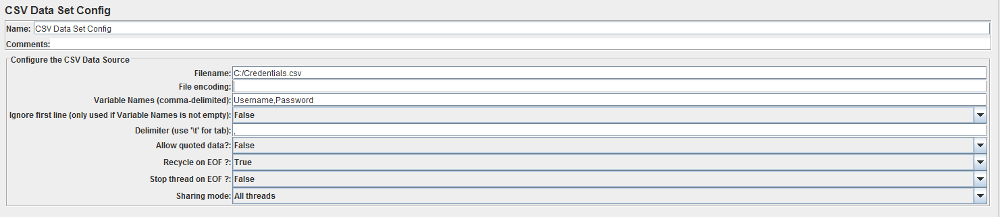 CSV Data Set Config
Name: CSV Data Set Config
Comments:
Configure the CSV Data Source
Filename: C:/Credentials.csv
File encoding:
Variable Names (comma-delimited): Username,Password
Ignore first line (only used if Variable Names is not empty): False
Delimiter (use '\t' for tab): ,
Allow quoted data?: False
Recycle on EOF ?: True
Stop thread on EOF ?: False
Sharing mode: All threads